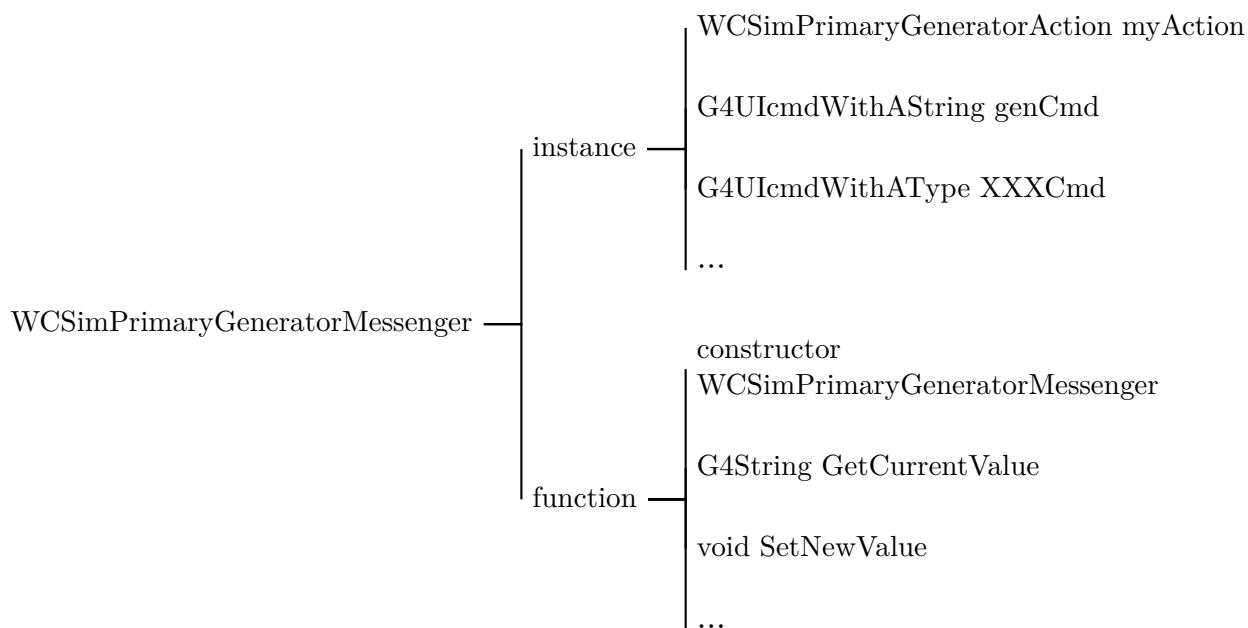 WCSimPrimaryGeneratorMessenger
instance
WCSimPrimaryGeneratorAction myAction
G4UIcmdWithAString genCmd
G4UIcmdWithAType XXXCmd
...
function
constructor
WCSimPrimaryGeneratorMessenger
G4String GetCurrentValue
void SetNewValue
...